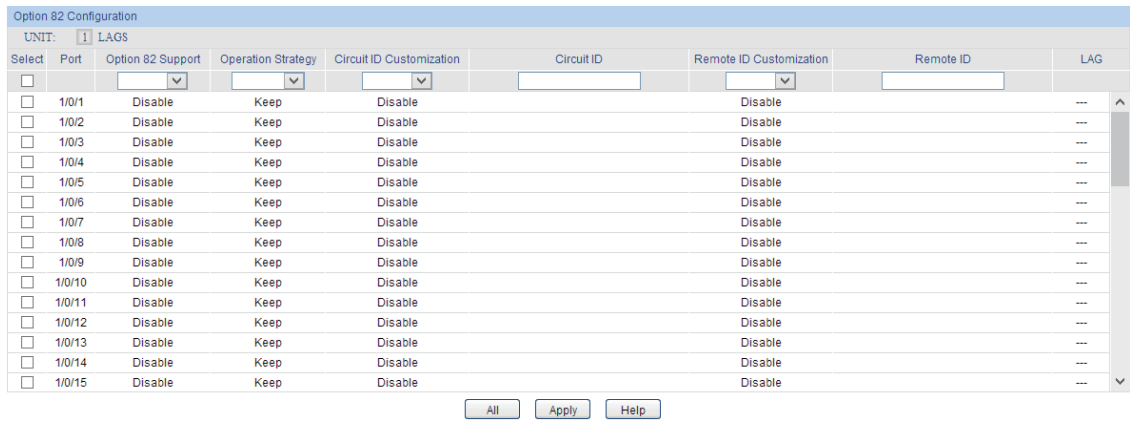 Option 82 Configuration
UNIT: 1 LAGS
Select Port Option 82 Support Operation Strategy Circuit ID Customization Circuit ID Remote ID Customization Remote ID LAG
1/0/1 Disable Keep Disable Disable ---
1/0/2 Disable Keep Disable Disable ---
1/0/3 Disable Keep Disable Disable ---
1/0/4 Disable Keep Disable Disable ---
1/0/5 Disable Keep Disable Disable ---
1/0/6 Disable Keep Disable Disable ---
1/0/7 Disable Keep Disable Disable ---
1/0/8 Disable Keep Disable Disable ---
1/0/9 Disable Keep Disable Disable ---
1/0/10 Disable Keep Disable Disable ---
1/0/11 Disable Keep Disable Disable ---
1/0/12 Disable Keep Disable Disable ---
1/0/13 Disable Keep Disable Disable ---
1/0/14 Disable Keep Disable Disable ---
1/0/15 Disable Keep Disable Disable ---
All Apply Help